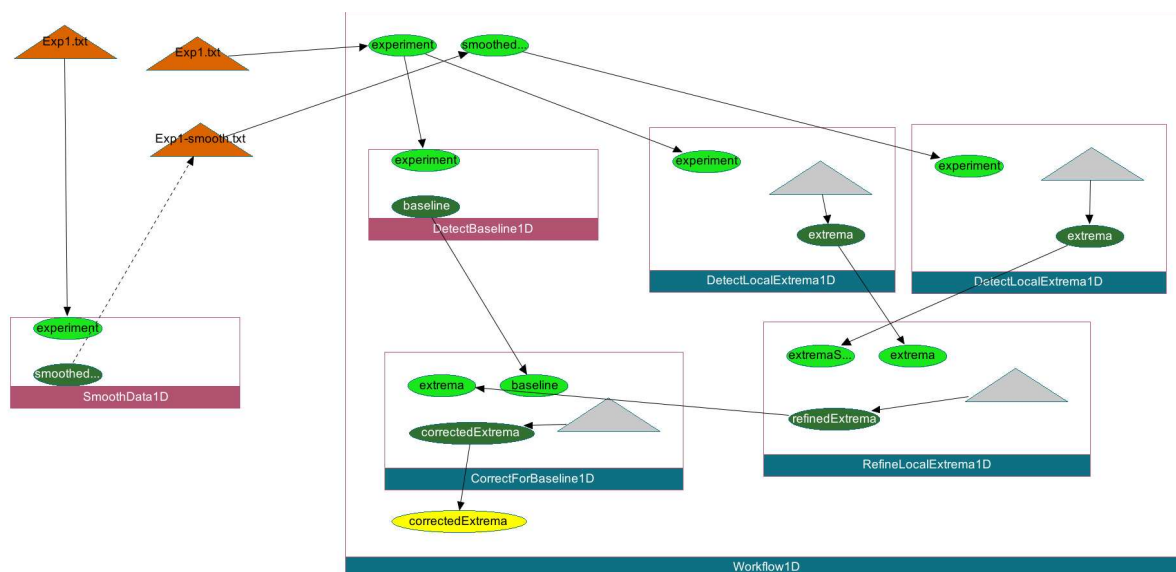 Exp1.txt
Exp1.txt
experiment
smoothed...
Exp1-smooth.txt
experiment
baseline
DetectBaseline1D
experiment
extrema
DetectLocalExtrema1D
experiment
extrema
DetectLocalExtrema1D
experiment
smoothed...
SmoothData1D
extrema
baseline
correctedExtrema
CorrectForBaseline1D
extremaS...
extrema
refinedExtrema
RefineLocalExtrema1D
correctedExtrema
Workflow1D